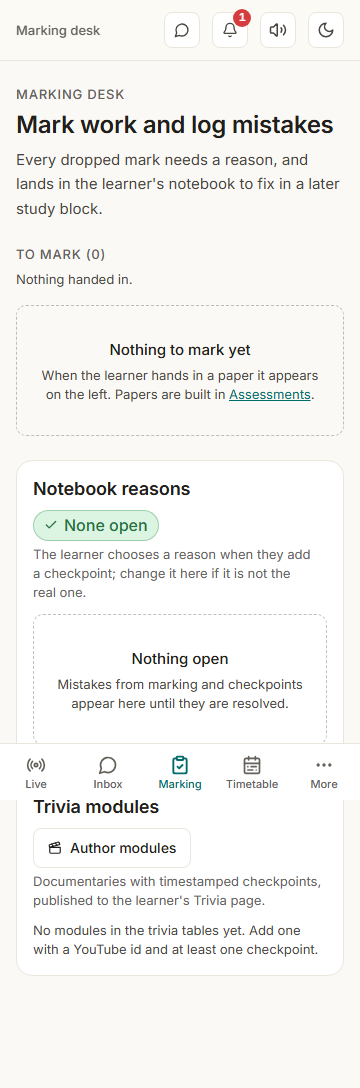 Marking desk
1
MARKING DESK
Mark work and log mistakes
Every dropped mark needs a reason, and
lands in the learner's notebook to fix in a later
study block.
TO MARK (0)
Nothing handed in.
Nothing to mark yet
When the learner hands in a paper it appears
on the left. Papers are built in Assessments.
Notebook reasons
None open
The learner chooses a reason when they add
a checkpoint; change it here if it is not the
real one.
Nothing open
Mistakes from marking and checkpoints
appear here until they are resolved.
Live
Inbox
Marking
Timetable
More
Trivia modules
Author modules
Documentaries with timestamped checkpoints,
published to the learner's Trivia page.
No modules in the trivia tables yet. Add one
with a YouTube id and at least one checkpoint.